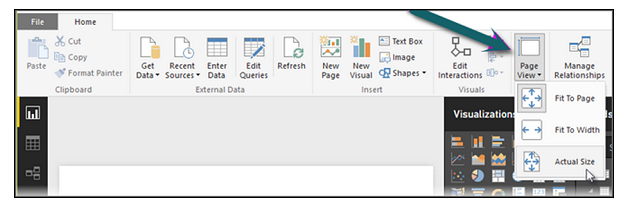 File
Home
Paste
Cut
Copy
Format Painter
Clipboard
Get
Data
Recent
Sources
Enter
Data
Edit
Queries
Refresh
External Data
New
Page
New
Visual
Text Box
Image
Shapes
Insert
Edit
Interactions
Visuals
Page
View
Manage
Relationships
Fit To Page
Fit To Width
Actual Size
Visualizations